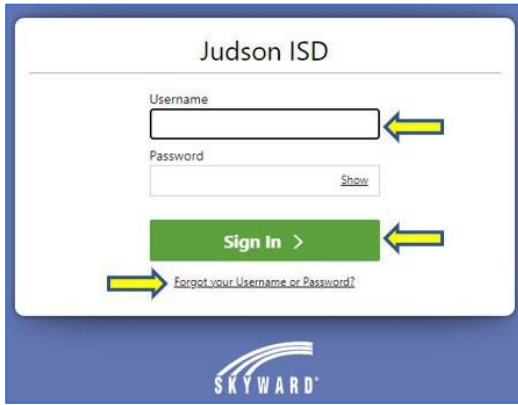 Judson ISD
Username
Password
Show
Sign In >
Forgot your Username or Password?
SKYWARD®